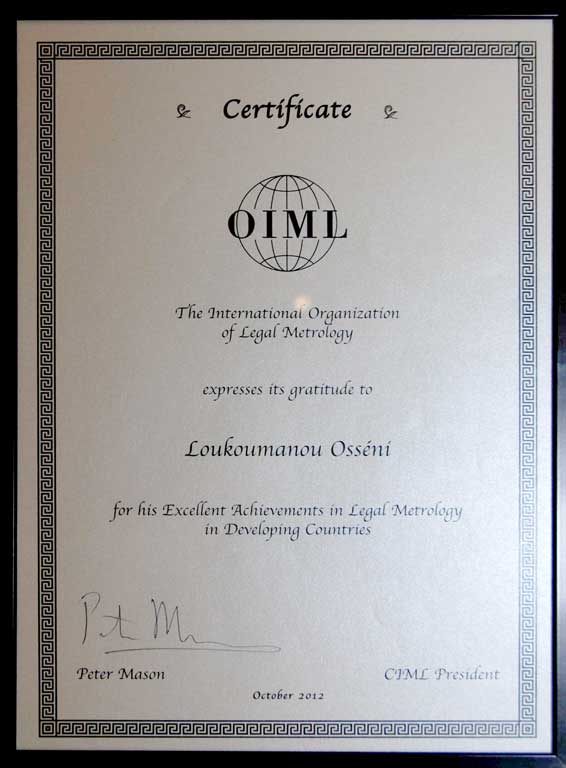 Certificate
OIML
The International Organization
of Legal Metrology
expresses its gratitude to
Loukoumanou Osséni
for his Excellent Achievements in Legal Metrology
in Developing Countries
Peter Mason
CIML President
October 2012